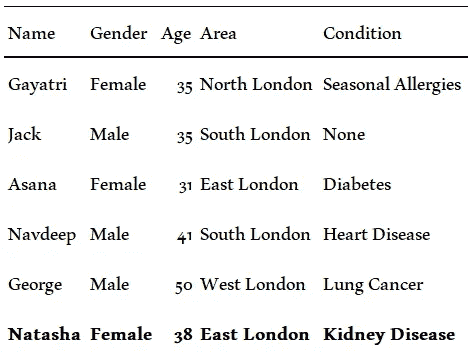 Name Gender Age Area Condition
Gayatri Female 35 North London Seasonal Allergies
Jack Male 35 South London None
Asana Female 31 East London Diabetes
Navdeep Male 41 South London Heart Disease
George Male 50 West London Lung Cancer
Natasha Female 38 East London Kidney Disease